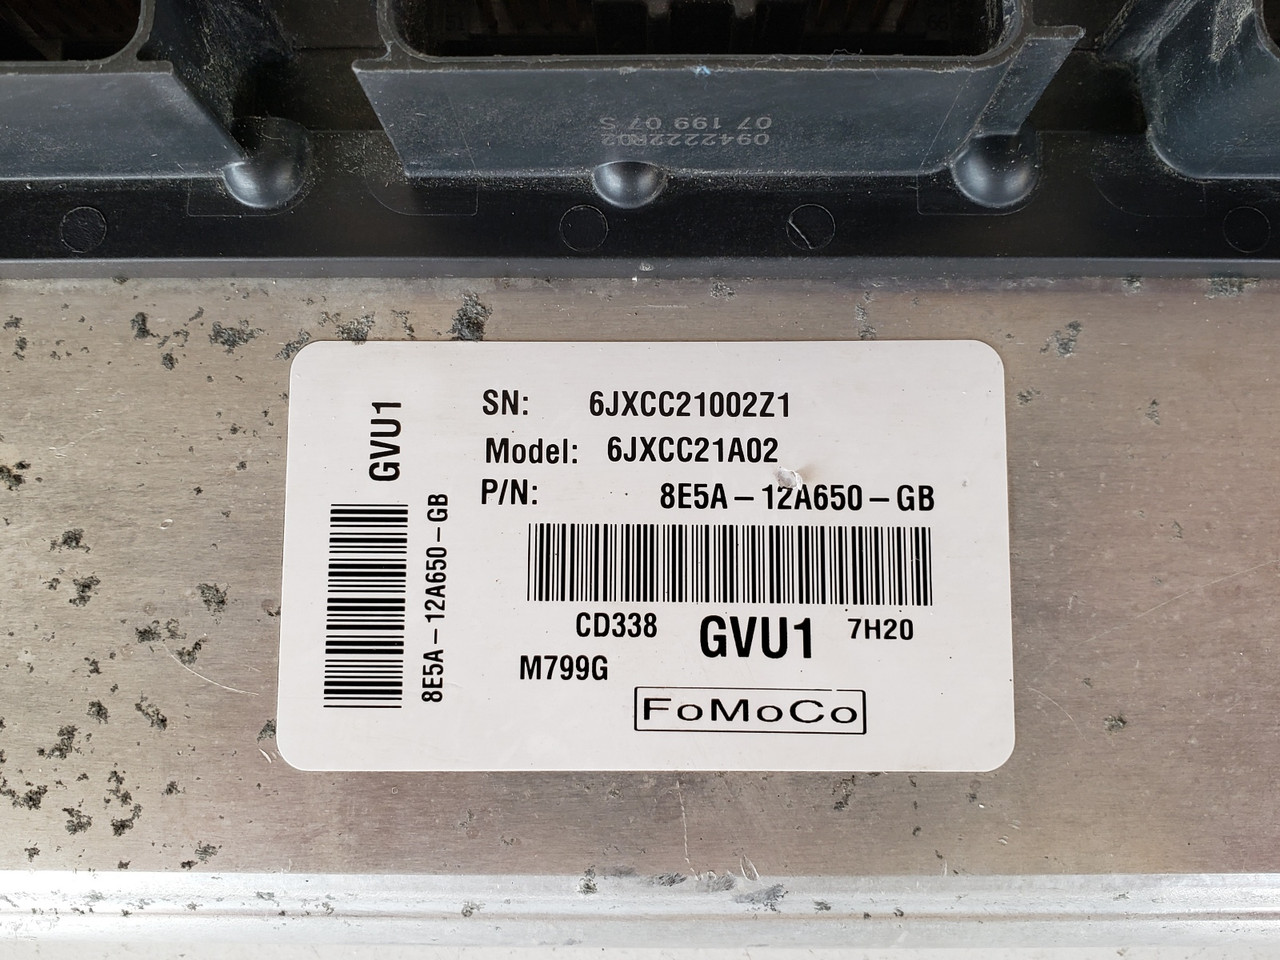 0942222R02
07 199 07 S
SN: 6JXCC21002Z1
Model: 6JXCC21A02
P/N: 8E5A – 12A650 – GB
CD338 GVU1 7H20
M799G
FoMoCo
GVU1
8E5A – 12A650 – GB